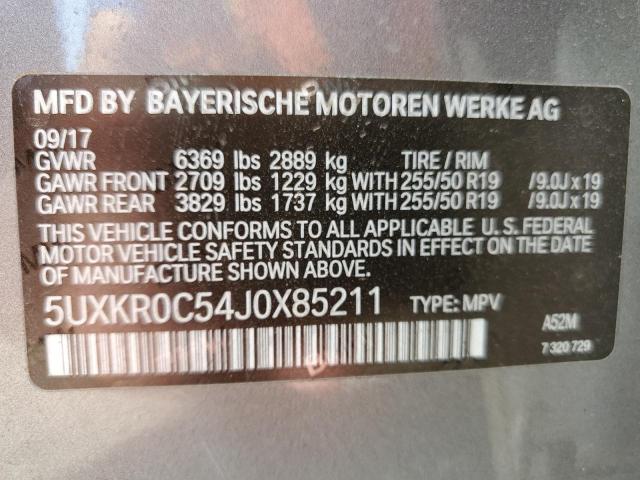 MFD BY BAYERISCHE MOTOREN WERKE AG
09/17
GVWR 6369 lbs 2889 kg TIRE / RIM
GAWR FRONT 2709 lbs 1229 kg WITH 255/50 R19 /9.0J x 19
GAWR REAR 3829 lbs 1737 kg WITH 255/50 R19 /9.0J x 19
THIS VEHICLE CONFORMS TO ALL APPLICABLE U. S. FEDERAL
MOTOR VEHICLE SAFETY STANDARDS IN EFFECT ON THE DATE
OF MANUFACTURE SHOWN ABOVE.
5UXKR0C54J0X85211 TYPE: MPV A52M
7 320 729